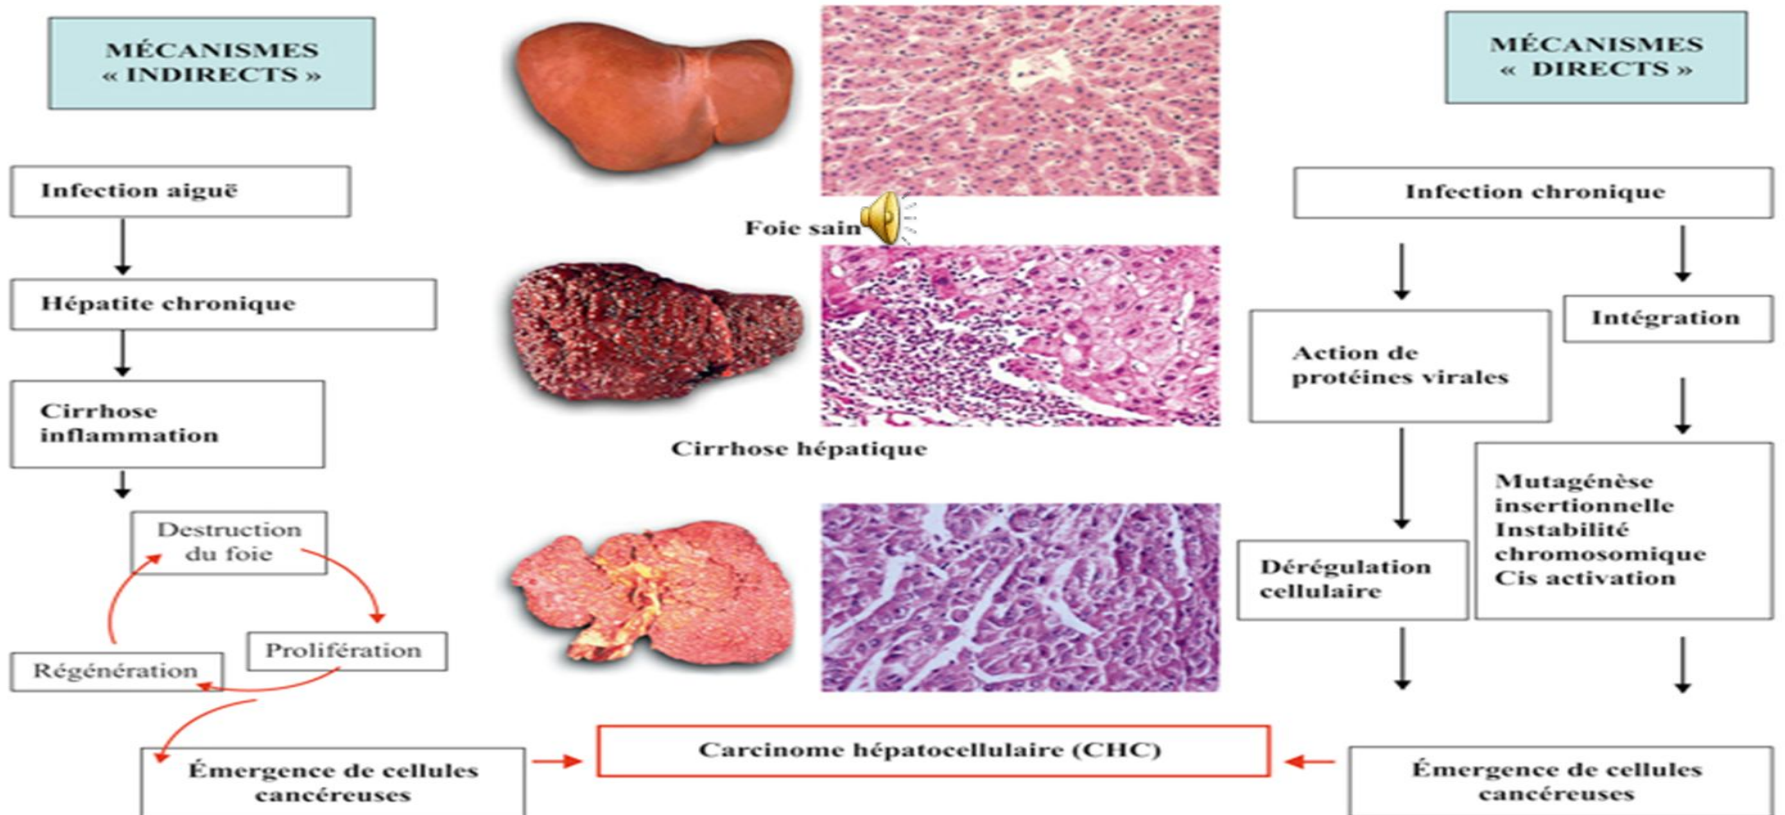 MÉCANISMES
« INDIRECTS »
Infection aiguë
Hépatite chronique
Cirrhose
inflammation
Destruction
du foie
Prolifération
Régénération
Émergence de cellules
cancéreuses
Foie sain
Cirrhose hépatique
Carcinome hépatocellulaire (CHC)
MÉCANISMES
« DIRECTS »
Infection chronique
Action de
protéines virales
Dérégulation
cellulaire
Intégration
Mutagénèse
insertionnelle
Instabilité
chromosomique
Cis activation
Émergence de cellules
cancéreuses